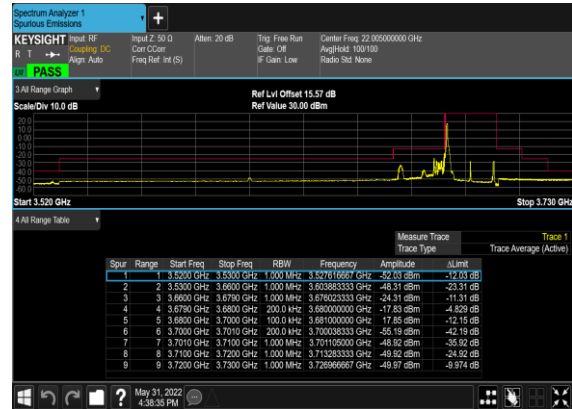 Spectrum Analyzer 1
Spurious Emissions
KEYSIGHT Input: RF Input Z: 50 Ω Atten: 20 dB Trig: Free Run Center Freq: 22.005000000 GHz
R T Coupling: DC Corr CCorr Gate: Off Avg|Hold: 100/100
Align: Auto Freq Ref: Int (S) IF Gain: Low Radio Std: None
PASS
3 All Range Graph
Ref Lvl Offset 15.57 dB
Scale/Div 10.0 dB Ref Value 30.00 dBm
20.0
10.0
0.00
-10.0
-20.0
-30.0
-40.0
-50.0
-60.0
Start 3.520 GHz Stop 3.730 GHz
4 All Range Table
Measure Trace Trace 1
Trace Type Trace Average (Active)
Spur Range Start Freq Stop Freq RBW Frequency Amplitude ΔLimit
1 1 3.5200 GHz 3.5300 GHz 1.000 MHz 3.527616667 GHz -52.03 dBm -12.03 dB
2 2 3.5300 GHz 3.6600 GHz 1.000 MHz 3.603883333 GHz -48.31 dBm -23.31 dB
3 3 3.6600 GHz 3.6790 GHz 1.000 MHz 3.676023333 GHz -24.31 dBm -11.31 dB
4 4 3.6790 GHz 3.6800 GHz 200.0 kHz 3.680000000 GHz -17.83 dBm -4.829 dB
5 5 3.6800 GHz 3.7000 GHz 100.0 kHz 3.681000000 GHz 17.85 dBm -12.15 dB
6 6 3.7000 GHz 3.7010 GHz 200.0 kHz 3.700038333 GHz -55.19 dBm -42.19 dB
7 7 3.7010 GHz 3.7100 GHz 1.000 MHz 3.701105000 GHz -48.92 dBm -35.92 dB
8 8 3.7100 GHz 3.7200 GHz 1.000 MHz 3.713283333 GHz -49.92 dBm -24.92 dB
9 9 3.7200 GHz 3.7300 GHz 1.000 MHz 3.726966667 GHz -49.97 dBm -9.974 dB
May 31, 2022
4:38:35 PM